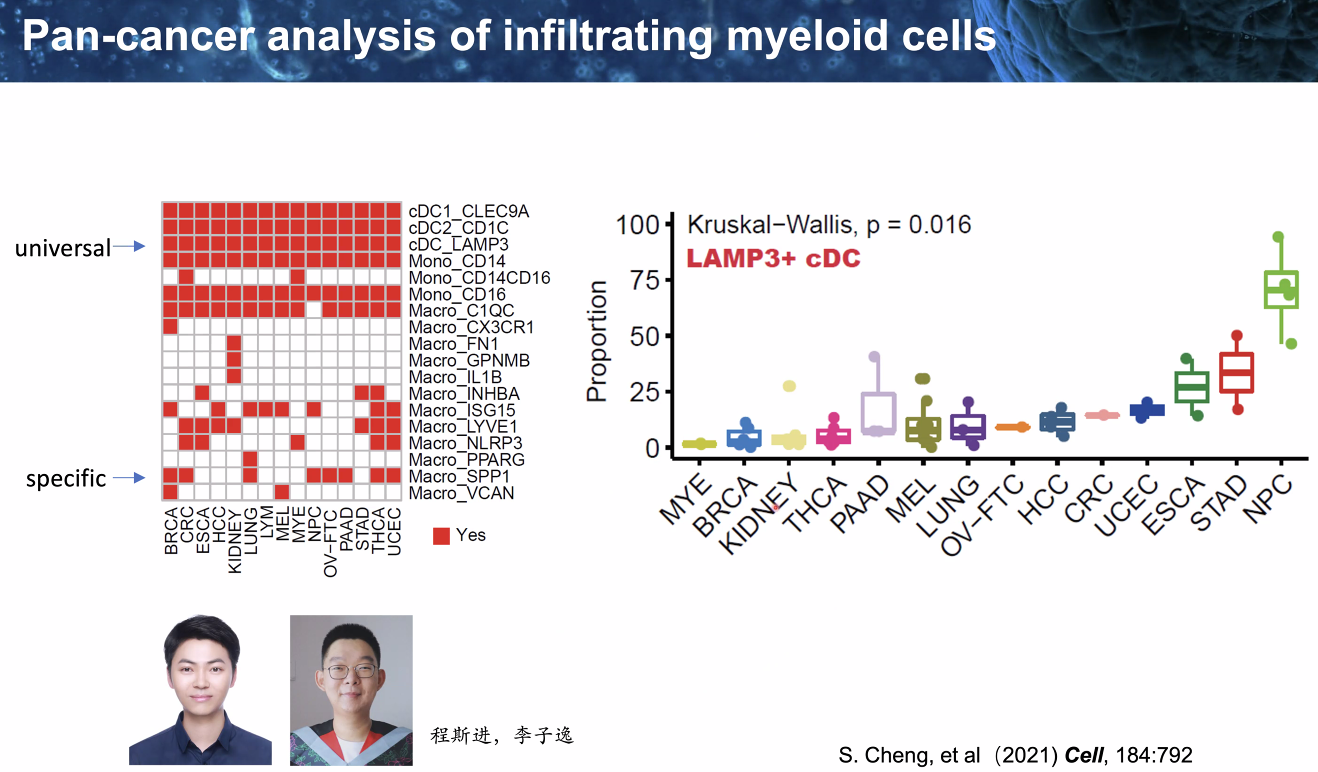 Pan-cancer analysis of infiltrating myeloid cells
universal
specific
cDC1_CLEC9A
cDC2_CD1C
cDC_LAMP3
Mono_CD14
Mono_CD14CD16
Mono_CD16
Macro_C1QC
Macro_CX3CR1
Macro_FN1
Macro_GPNMB
Macro_IL1B
Macro_INHBA
Macro_ISG15
Macro_LYVE1
Macro_NLRP3
Macro_PPARG
Macro_SPP1
Macro_VCAN
BRCA
CRC
ESCA
HCC
KIDNEY
LUNG
LYM
MEL
MYE
NPC
OV−FTC
PAAD
STAD
THCA
UCEC
Yes
Kruskal−Wallis, p = 0.016
LAMP3+ cDC
Proportion
100
75
50
25
0
MYE
BRCA
KIDNEY
THCA
PAAD
MEL
LUNG
OV−FTC
HCC
CRC
UCEC
ESCA
STAD
NPC
程斯进，李子逸
S. Cheng, et al（2021) Cell, 184:792